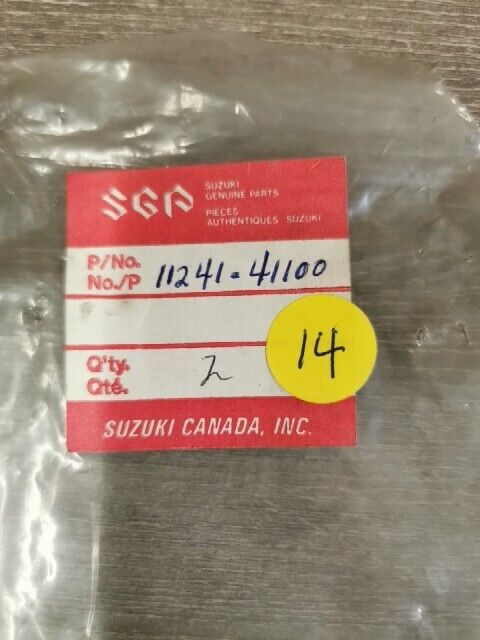 SGP
SUZUKI
GENUINE PARTS
PIECES
AUTHENTIQUES SUZUKI
P/No.
No./P
11241-41100
Q'ty.
Qté.
2
14
SUZUKI CANADA, INC.